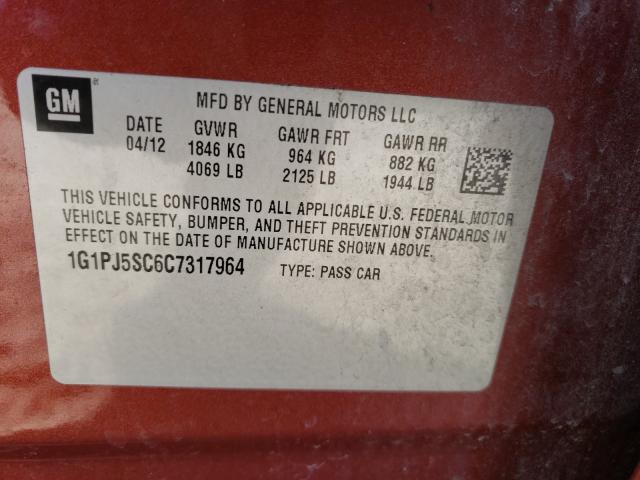 GM
MFD BY GENERAL MOTORS LLC
DATE GVWR GAWR FRT GAWR RR
04/12 1846 KG 964 KG 882 KG
4069 LB 2125 LB 1944 LB
THIS VEHICLE CONFORMS TO ALL APPLICABLE U.S. FEDERAL MOTOR
VEHICLE SAFETY, BUMPER, AND THEFT PREVENTION STANDARDS IN
EFFECT ON THE DATE OF MANUFACTURE SHOWN ABOVE.
1G1PJ5SC6C7317964 TYPE: PASS CAR